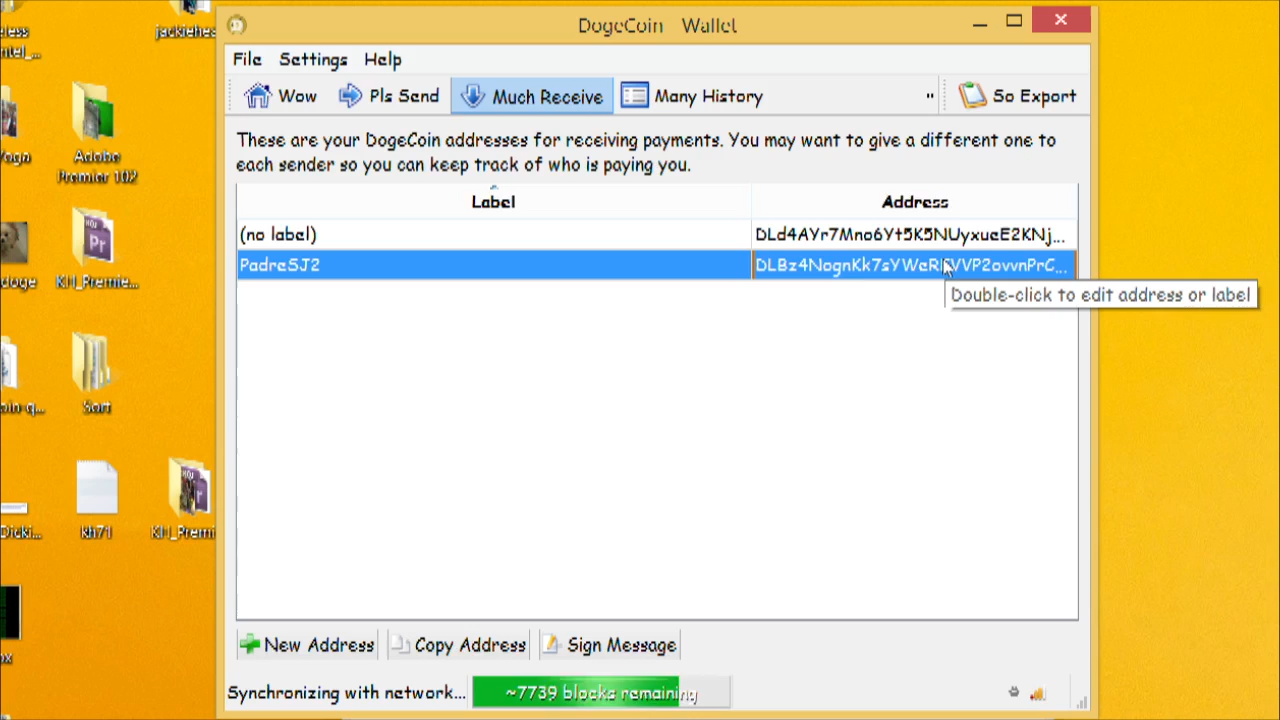 DogeCoin Wallet
File Settings Help
Wow Pls Send Much Receive Many History » So Export
These are your DogeCoin addresses for receiving payments. You may want to give a different one to
each sender so you can keep track of who is paying you.
Label Address
(no label) DLd4AYr7Mno6Yt5K5NUyxueE2KNj...
PadreSJ2
Double-click to edit address or label
New Address Copy Address Sign Message
Synchronizing with network... ~7739 blocks remaining
Adobe
Premier 102
KH_Premie...
Sort
kh71
KH_Premi